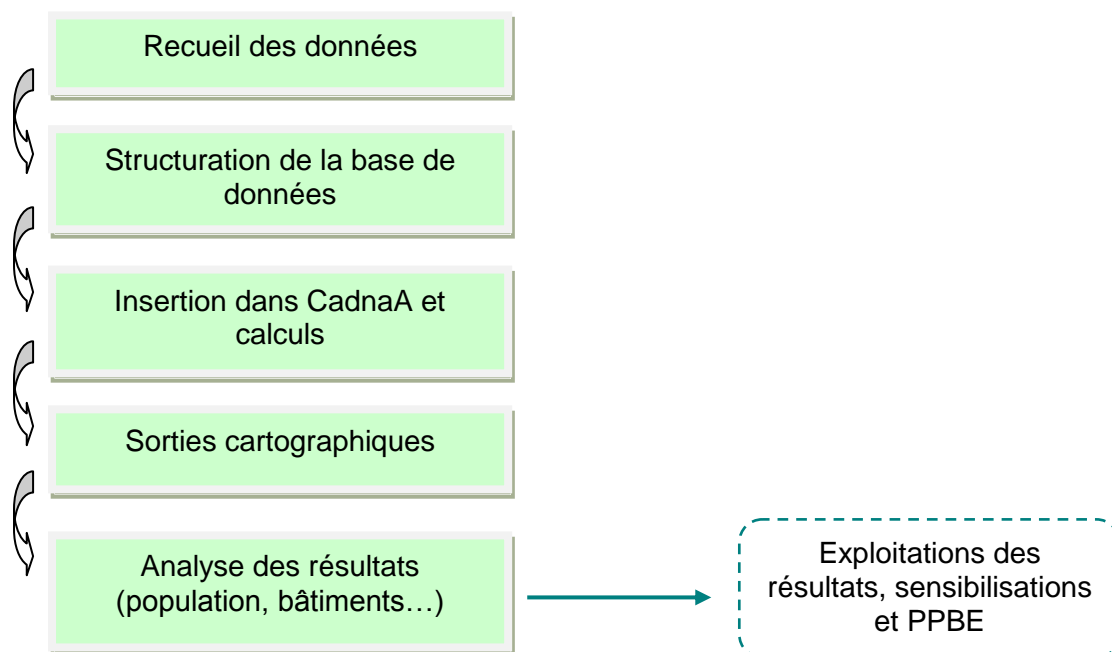 Recueil des données
Structuration de la base de
données
Insertion dans CadnaA et
calculs
Sorties cartographiques
Analyse des résultats
(population, bâtiments…)
Exploitations des
résultats, sensibilisations
et PPBE